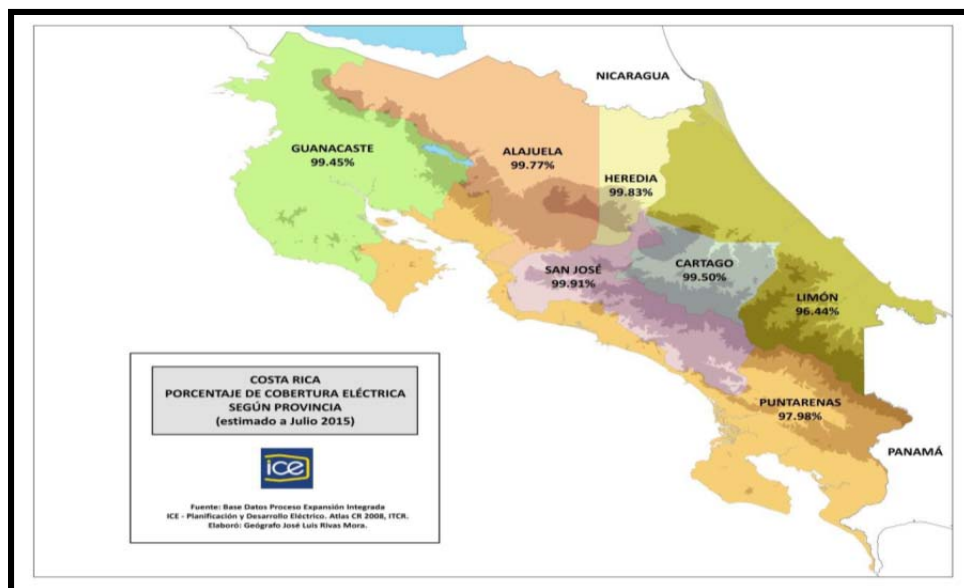 NICARAGUA
GUANACASTE
99.45%
ALAJUELA
99.77%
HEREDIA
99.83%
SAN JOSÉ
99.91%
CARTAGO
99.50%
LIMÓN
96.44%
PUNTARENAS
97.98%
PANAMÁ
COSTA RICA
PORCENTAJE DE COBERTURA ELÉCTRICA
SEGÚN PROVINCIA
(estimado a Julio 2015)
ice
Fuente: Base Datos Proceso Expansión Integrada
ICE - Planificación y Desarrollo Eléctrico. Atlas CR 2008, ITCR.
Elaboró: Geógrafo José Luis Rivas Mora.